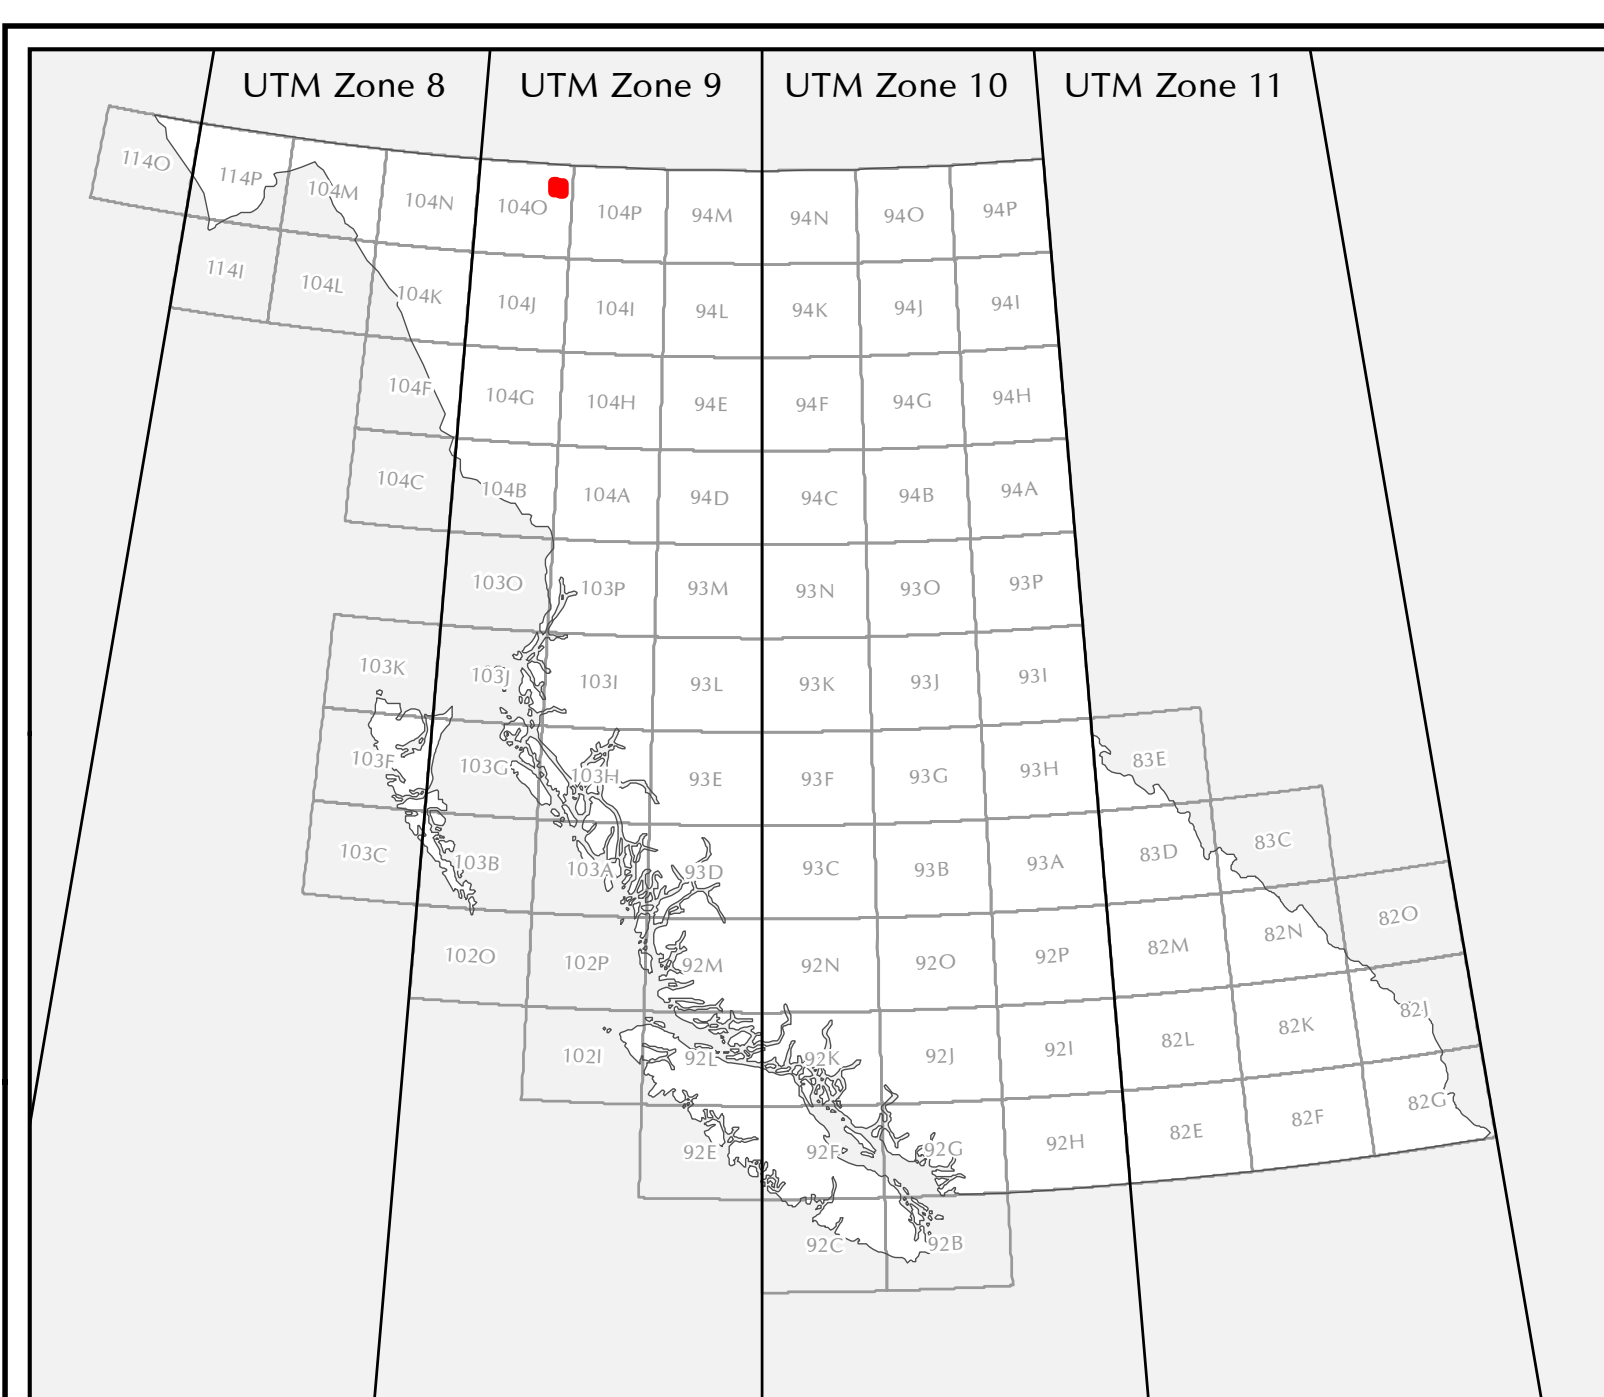 UTM Zone 8 UTM Zone 9 UTM Zone 10 UTM Zone 11
114O 114P 104M 104N 104O 104P 94M 94N 94O 94P
114I 104L 104K 104J 104I 94L 94K 94J 94I
104F 104G 104H 94E 94F 94G 94H
104C 104B 104A 94D 94C 94B 94A
103O 103P 93M 93N 93O 93P
103K 103J 103I 93L 93K 93J 93I
103F 103G 103H 93E 93F 93G 93H 83E
103C 103B 103A 93D 93C 93B 93A 83D 83C
102O 102P 92M 92N 92O 92P 82M 82N 82O
102I 92L 92K 92J 92I 82L 82K 82J
92E 92F 92G 92H 82E 82F 82G
92C 92B